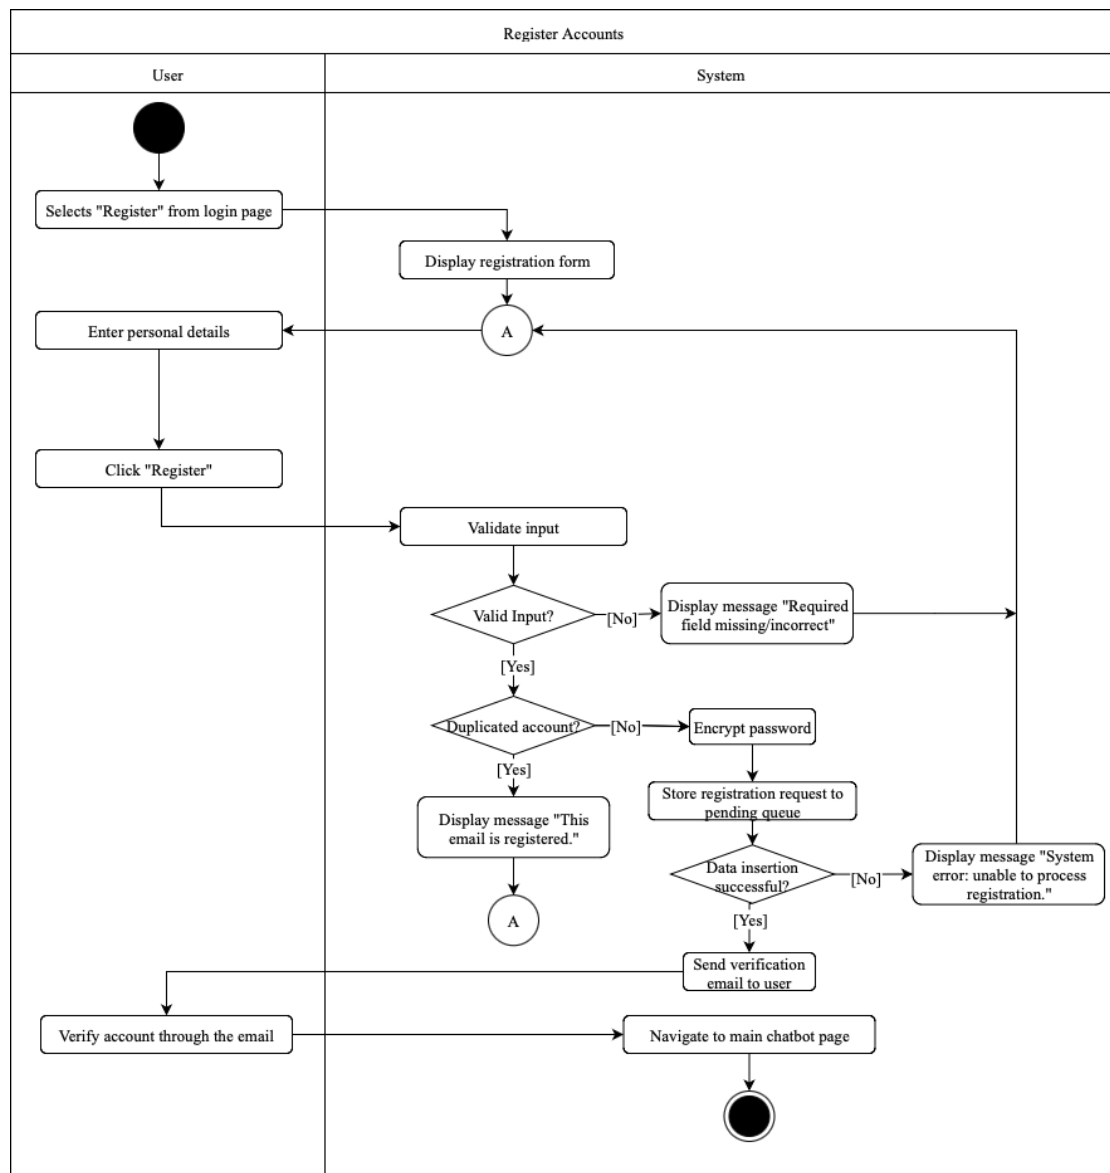 Register Accounts
User
System
Selects "Register" from login page
Display registration form
A
Enter personal details
Click "Register"
Validate input
Valid Input?
[No]
Display message "Required
field missing/incorrect"
[Yes]
Duplicated account?
[No]
Encrypt password
[Yes]
Store registration request to
pending queue
Display message "This
email is registered."
Data insertion
successful?
[No]
Display message "System
error: unable to process
registration."
A
[Yes]
Send verification
email to user
Verify account through the email
Navigate to main chatbot page